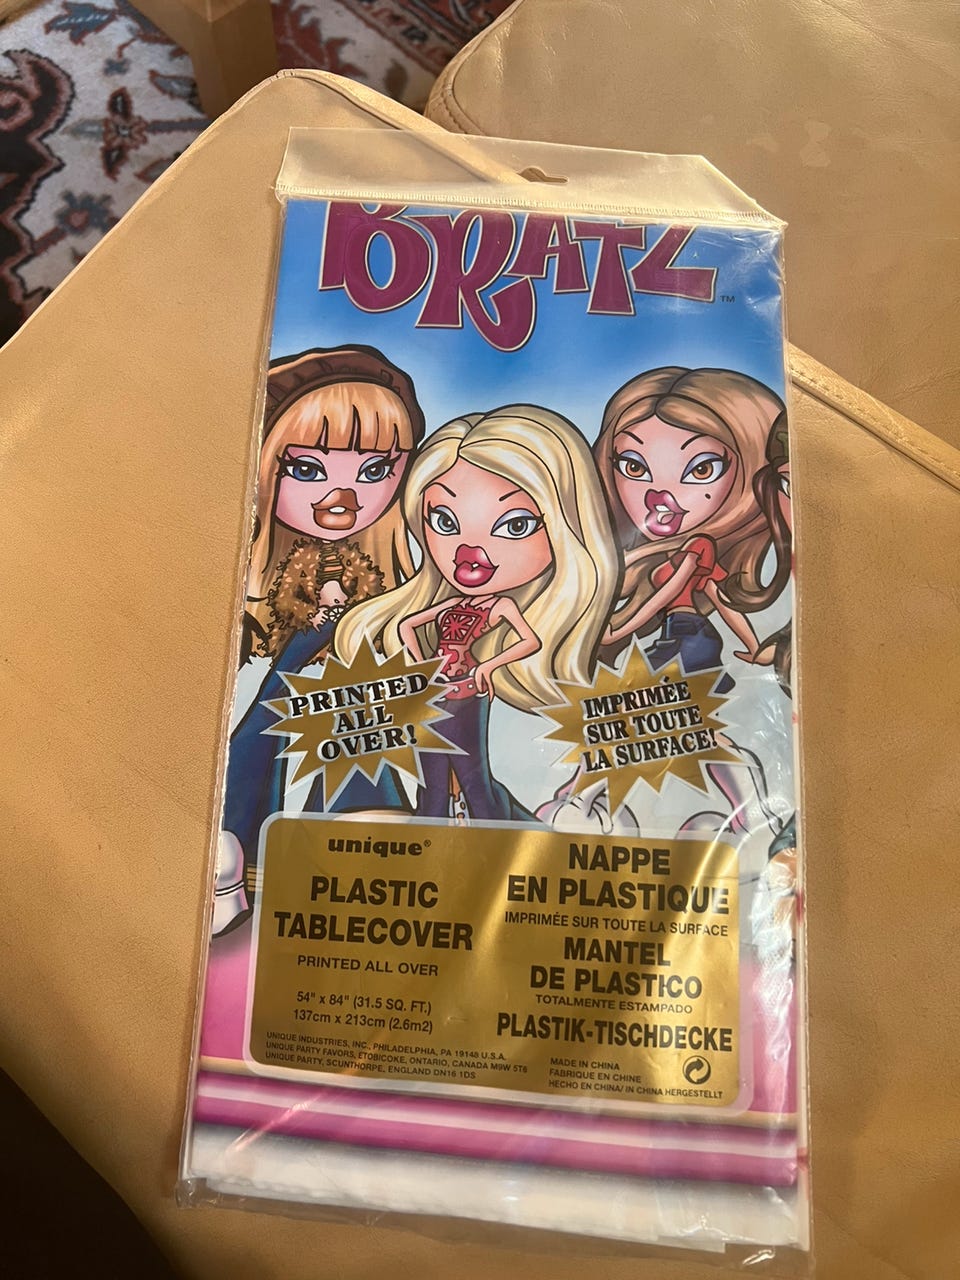 BRATZ
TM
PRINTED
ALL
OVER!
IMPRIMÉE
SUR TOUTE
LA SURFACE!
unique®
PLASTIC
TABLECOVER
PRINTED ALL OVER
54" x 84" (31.5 SQ. FT.)
137cm x 213cm (2.6m2)
UNIQUE INDUSTRIES, INC., PHILADELPHIA, PA 19148 U.S.A.
UNIQUE PARTY FAVORS, ETOBICOKE, ONTARIO, CANADA M9W 5T6
UNIQUE PARTY, SCUNTHORPE, ENGLAND DN16 1DS
NAPPE
EN PLASTIQUE
IMPRIMÉE SUR TOUTE LA SURFACE
MANTEL
DE PLASTICO
TOTALMENTE ESTAMPADO
PLASTIK-TISCHDECKE
MADE IN CHINA
FABRIQUE EN CHINE
HECHO EN CHINA/ IN CHINA HERGESTELLT